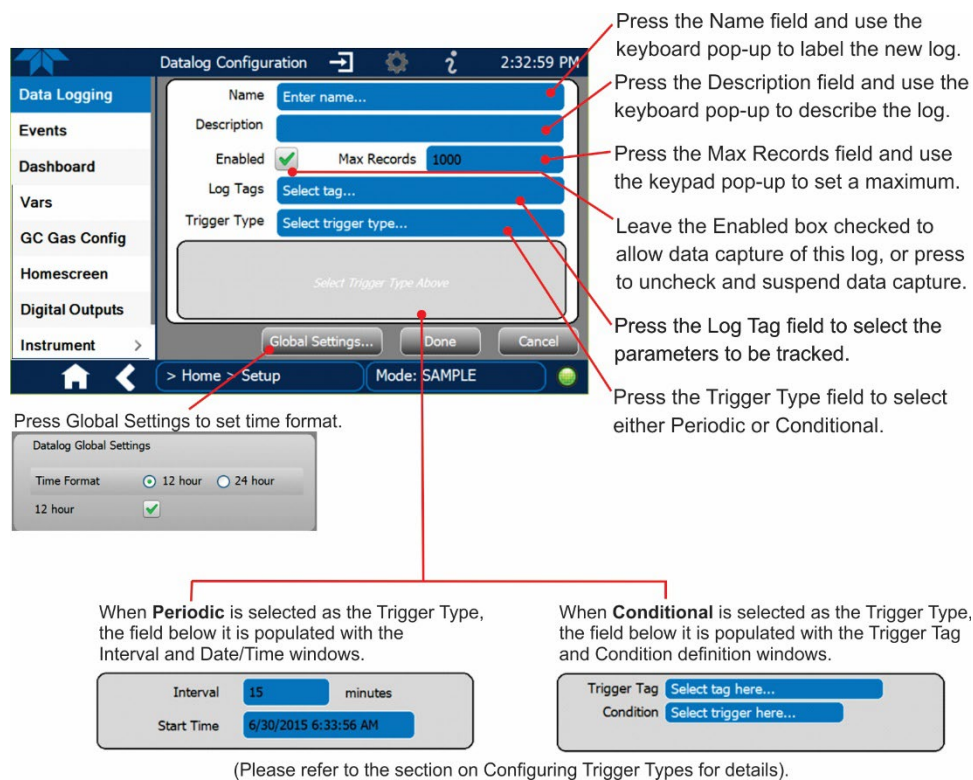 Press the Name field and use the
keyboard pop-up to label the new log.
Press the Description field and use the
keyboard pop-up to describe the log.
Press the Max Records field and use
the keypad pop-up to set a maximum.
Leave the Enabled box checked to
allow data capture of this log, or press
to uncheck and suspend data capture.
Press the Log Tag field to select the
parameters to be tracked.
Press the Trigger Type field to select
either Periodic or Conditional.
Datalog Configuration 2:32:59 PM
Data Logging
Events
Dashboard
Vars
GC Gas Config
Homescreen
Digital Outputs
Instrument >
Name Enter name...
Description
Enabled Max Records 1000
Log Tags Select tag...
Trigger Type Select trigger type...
Select Trigger Type Above
Global Settings... Done Cancel
> Home > Setup Mode: SAMPLE
Press Global Settings to set time format.
Datalog Global Settings
Time Format 12 hour 24 hour
12 hour
When Periodic is selected as the Trigger Type,
the field below it is populated with the
Interval and Date/Time windows.
Interval 15 minutes
Start Time 6/30/2015 6:33:56 AM
When Conditional is selected as the Trigger Type,
the field below it is populated with the Trigger Tag
and Condition definition windows.
Trigger Tag Select tag here...
Condition Select trigger here...
(Please refer to the section on Configuring Trigger Types for details).